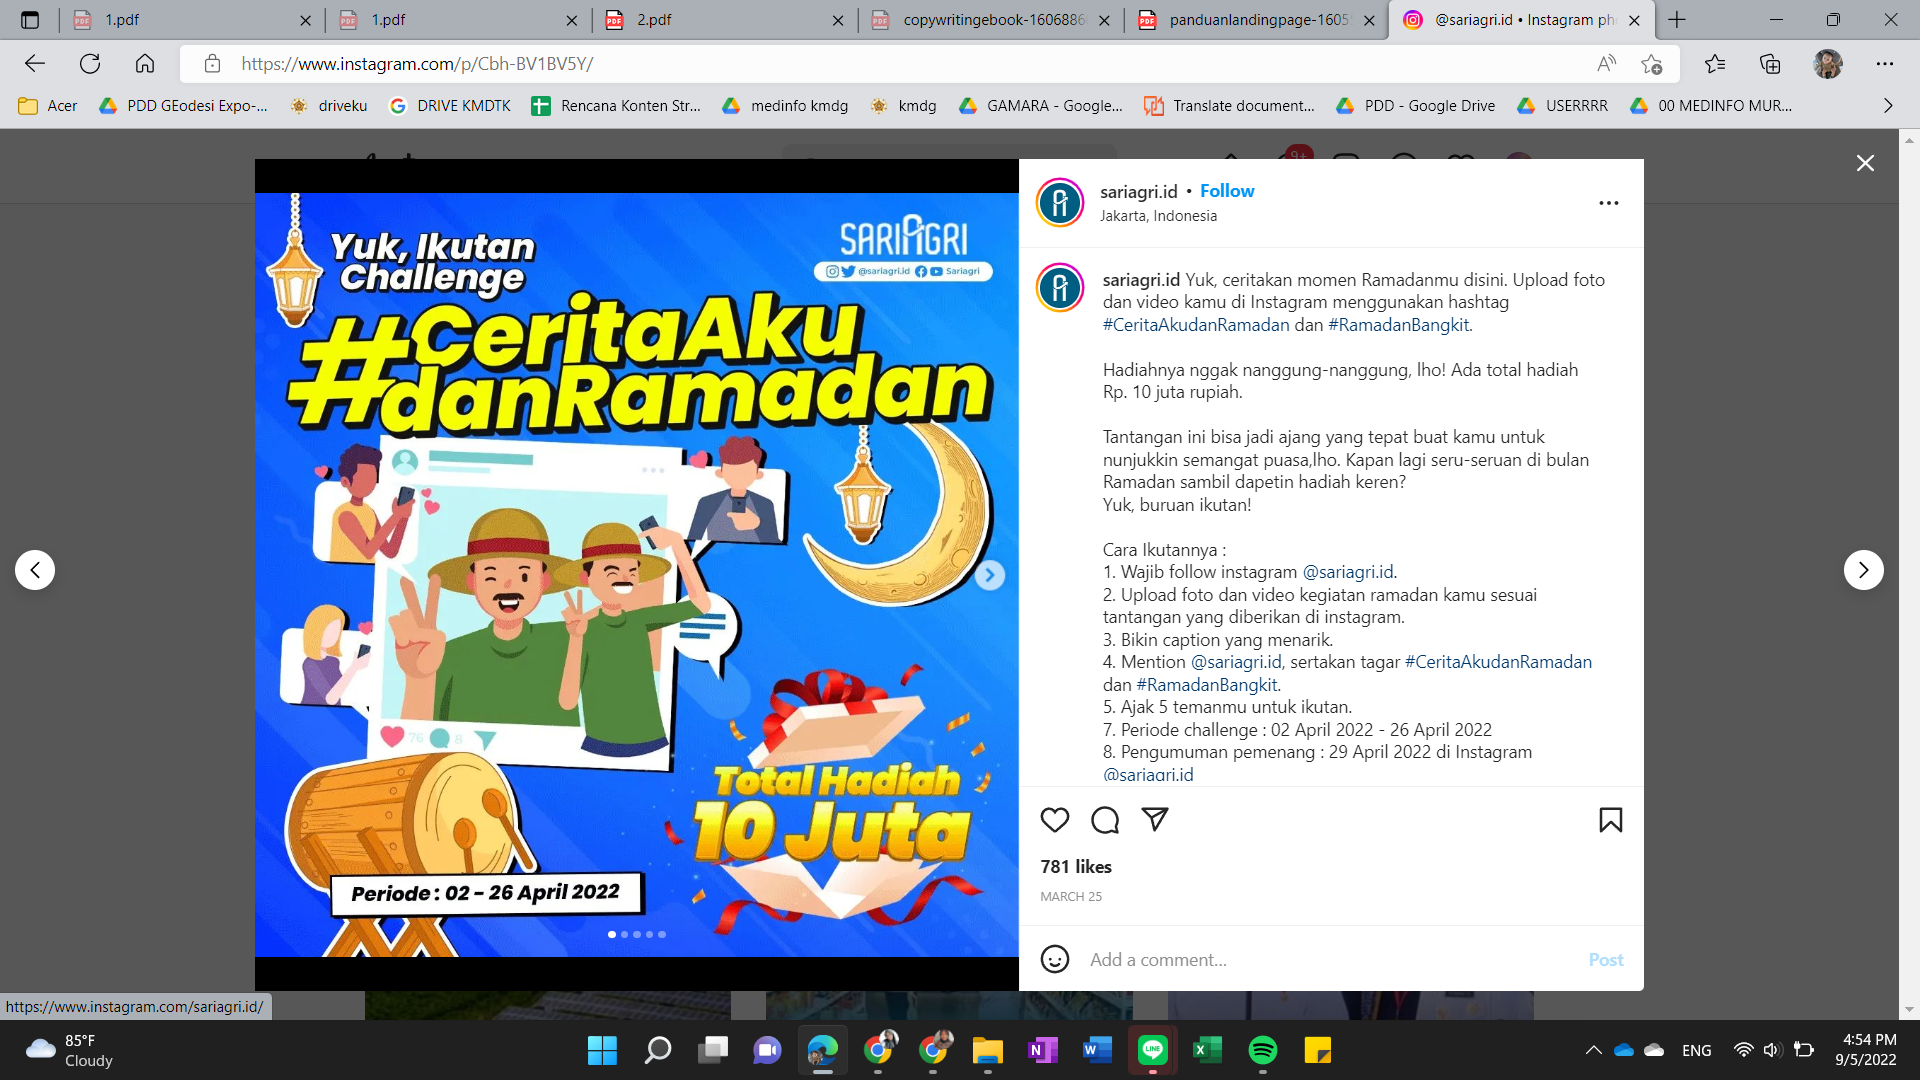 1.pdf
1.pdf
2.pdf
copywritingebook-1606886
panduanlandingpage-1605
@sariagri.id • Instagram pho
https://www.instagram.com/p/Cbh-BV1BV5Y/
Acer
PDD GEodesi Expo-...
driveku
DRIVE KMDTK
Rencana Konten Str...
medinfo kmdg
kmdg
GAMARA - Google...
Translate document...
PDD - Google Drive
USERRRR
00 MEDINFO MUR...
9+
Yuk, Ikutan
Challenge
#CeritaAku
danRamadan
SARIAGRI
@sariagri.id Sariagri
76 8
Total Hadiah
10 Juta
Periode : 02 - 26 April 2022
sariagri.id • Follow
Jakarta, Indonesia
sariagri.id Yuk, ceritakan momen Ramadanmu disini. Upload foto
dan video kamu di Instagram menggunakan hashtag
#CeritaAkudanRamadan dan #RamadanBangkit.
Hadiahnya nggak nanggung-nanggung, lho! Ada total hadiah
Rp. 10 juta rupiah.
Tantangan ini bisa jadi ajang yang tepat buat kamu untuk
nunjukkin semangat puasa,lho. Kapan lagi seru-seruan di bulan
Ramadan sambil dapetin hadiah keren?
Yuk, buruan ikutan!
Cara Ikutannya :
1. Wajib follow instagram @sariagri.id.
2. Upload foto dan video kegiatan ramadan kamu sesuai
tantangan yang diberikan di instagram.
3. Bikin caption yang menarik.
4. Mention @sariagri.id, sertakan tagar #CeritaAkudanRamadan
dan #RamadanBangkit.
5. Ajak 5 temanmu untuk ikutan.
7. Periode challenge : 02 April 2022 - 26 April 2022
8. Pengumuman pemenang : 29 April 2022 di Instagram
@sariagri.id
781 likes
MARCH 25
Add a comment...
Post
https://www.instagram.com/sariagri.id/
85°F
Cloudy
ENG
4:54 PM
9/5/2022